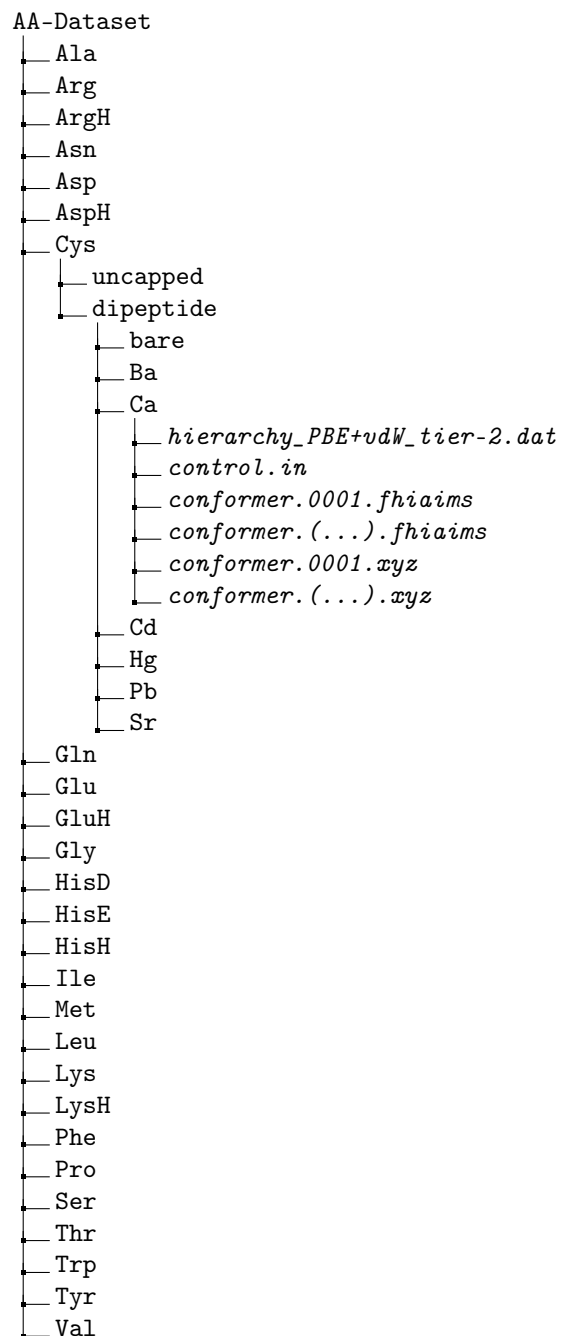 AA-Dataset
Ala
Arg
ArgH
Asn
Asp
AspH
Cys
uncapped
dipeptide
bare
Ba
Ca
hierarchy_PBE+vdW_tier-2.dat
control.in
conformer.0001.fhiaims
conformer.(...).fhiaims
conformer.0001.xyz
conformer.(...).xyz
Cd
Hg
Pb
Sr
Gln
Glu
GluH
Gly
HisD
HisE
HisH
Ile
Met
Leu
Lys
LysH
Phe
Pro
Ser
Thr
Trp
Tyr
Val